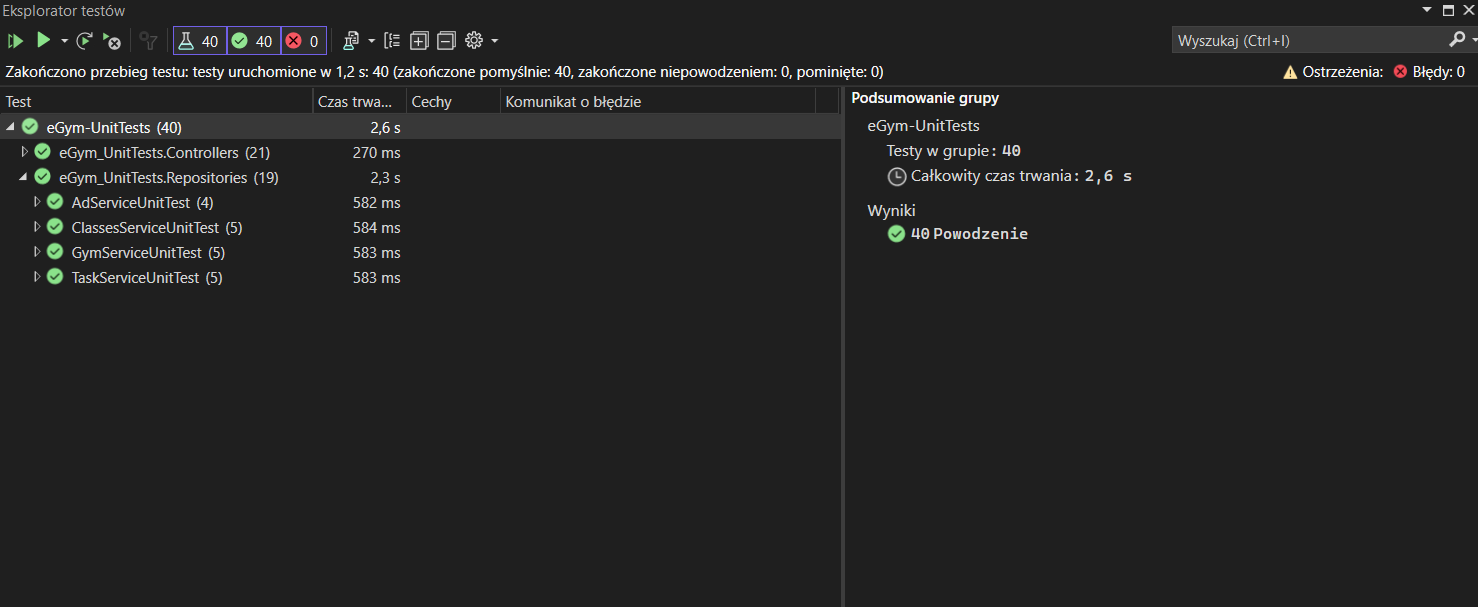 Eksplorator testów
40 40 0
Wyszukaj (Ctrl+I)
Zakończono przebieg testu: testy uruchomione w 1,2 s: 40 (zakończone pomyślnie: 40, zakończone niepowodzeniem: 0, pominięte: 0)
Ostrzeżenia: Błędy: 0
Test Czas trwa... Cechy Komunikat o błędzie
eGym-UnitTests (40) 2,6 s
eGym_UnitTests.Controllers (21) 270 ms
eGym_UnitTests.Repositories (19) 2,3 s
AdServiceUnitTest (4) 582 ms
ClassesServiceUnitTest (5) 584 ms
GymServiceUnitTest (5) 583 ms
TaskServiceUnitTest (5) 583 ms
Podsumowanie grupy
eGym-UnitTests
Testy w grupie: 40
Całkowity czas trwania: 2,6 s
Wyniki
40 Powodzenie